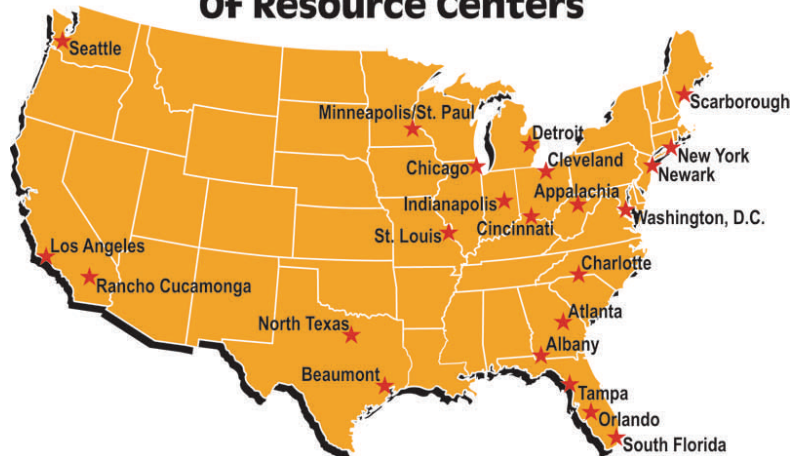 Of Resource Centers
Seattle
Minneapolis/St. Paul
Scarborough
Detroit
New York
Chicago
Cleveland
Newark
Appalachia
Indianapolis
Washington, D.C.
St. Louis
Cincinnati
Los Angeles
Charlotte
Rancho Cucamonga
Atlanta
North Texas
Albany
Beaumont
Tampa
Orlando
South Florida